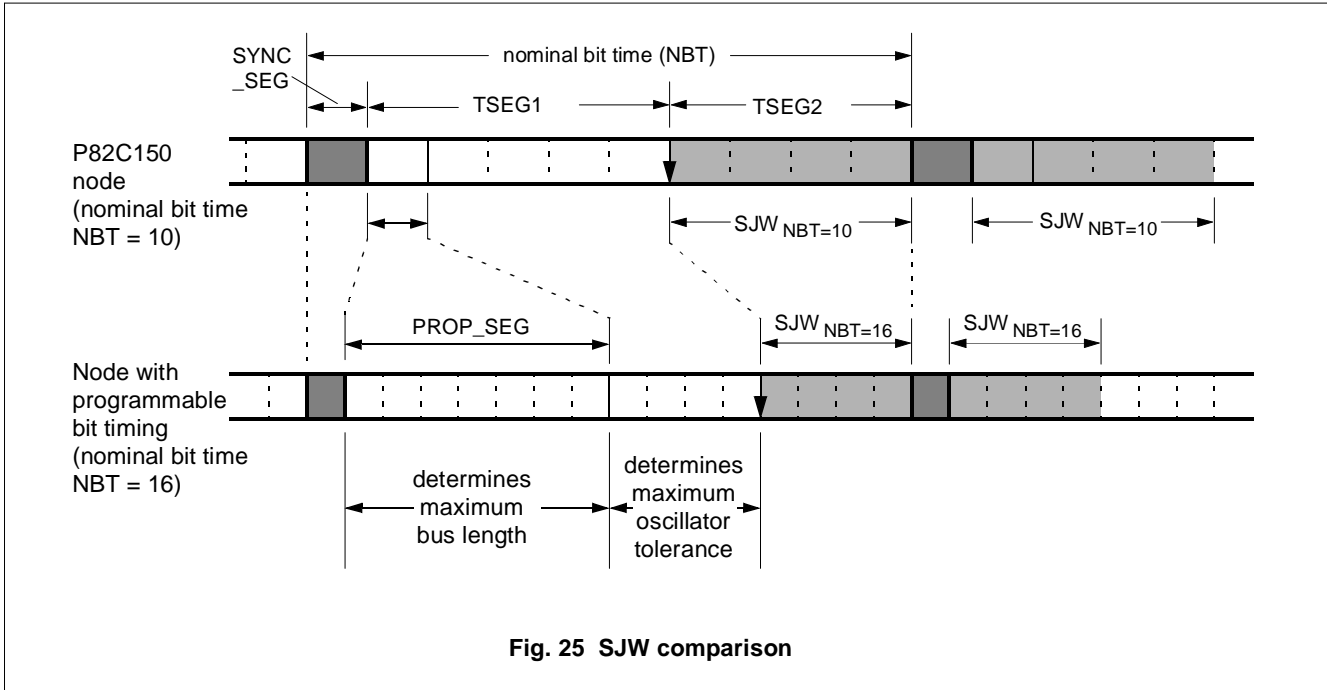 SYNC
_SEG
nominal bit time (NBT)
TSEG1
TSEG2
P82C150
node
(nominal bit time
NBT = 10)
SJW NBT=10
SJW NBT=10
PROP_SEG
SJW NBT=16
SJW NBT=16
Node with
programmable
bit timing
(nominal bit time
NBT = 16)
determines
maximum
bus length
determines
maximum
oscillator
tolerance
Fig. 25 SJW comparison